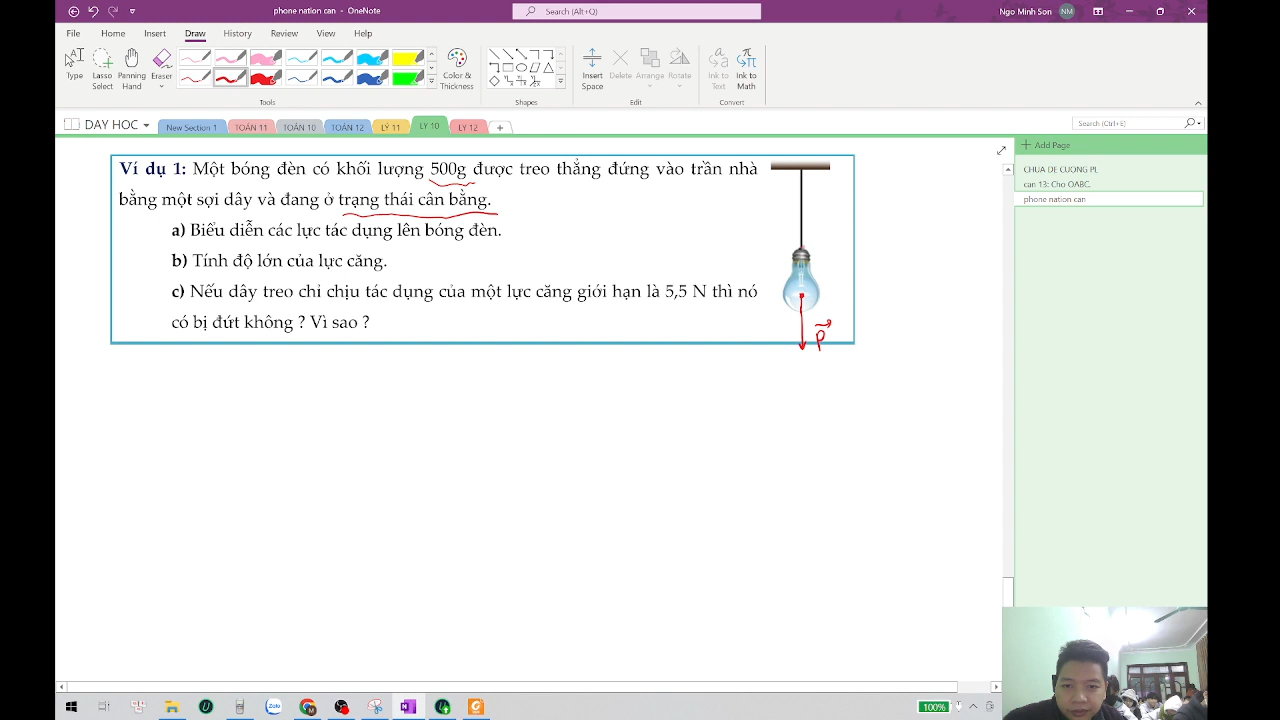 phone nation can - OneNote
Search (Alt+Q)
Ngo Minh Son
NM
File Home Insert Draw History Review View Help
Type
Lasso Select
Panning Hand
Eraser
Color & Thickness
Insert Space
Delete
Arrange
Rotate
Ink to Text
Ink to Math
Tools
Shapes
Edit
Convert
DAY HOC
New Section 1
TOÁN 11
TOÁN 10
TOÁN 12
LÝ 11
LY 10
LY 12
Search (Ctrl+E)
Add Page
CHUA DE CUONG PL
can 13: Cho OABC.
phone nation can
Ví dụ 1: Một bóng đèn có khối lượng 500g được treo thẳng đứng vào trần nhà
bằng một sợi dây và đang ở trạng thái cân bằng.
a) Biểu diễn các lực tác dụng lên bóng đèn.
b) Tính độ lớn của lực căng.
c) Nếu dây treo chỉ chịu tác dụng của một lực căng giới hạn là 5,5 N thì nó
có bị đứt không ? Vì sao ?
P⃗
Zalo
100%